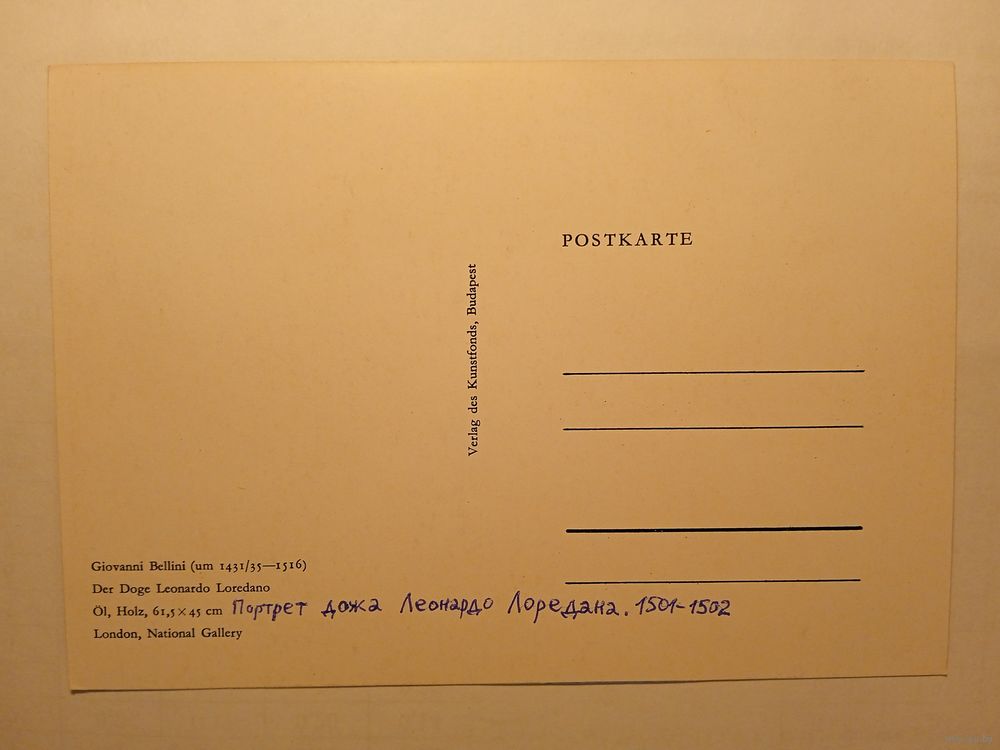 POSTKARTE
Verlag des Kunstfonds, Budapest
Giovanni Bellini (um 1431/35—1516)
Der Doge Leonardo Loredano
Öl, Holz, 61,5 × 45 cm Портрет дожа Леонардо Лоредана. 1501-1502
London, National Gallery